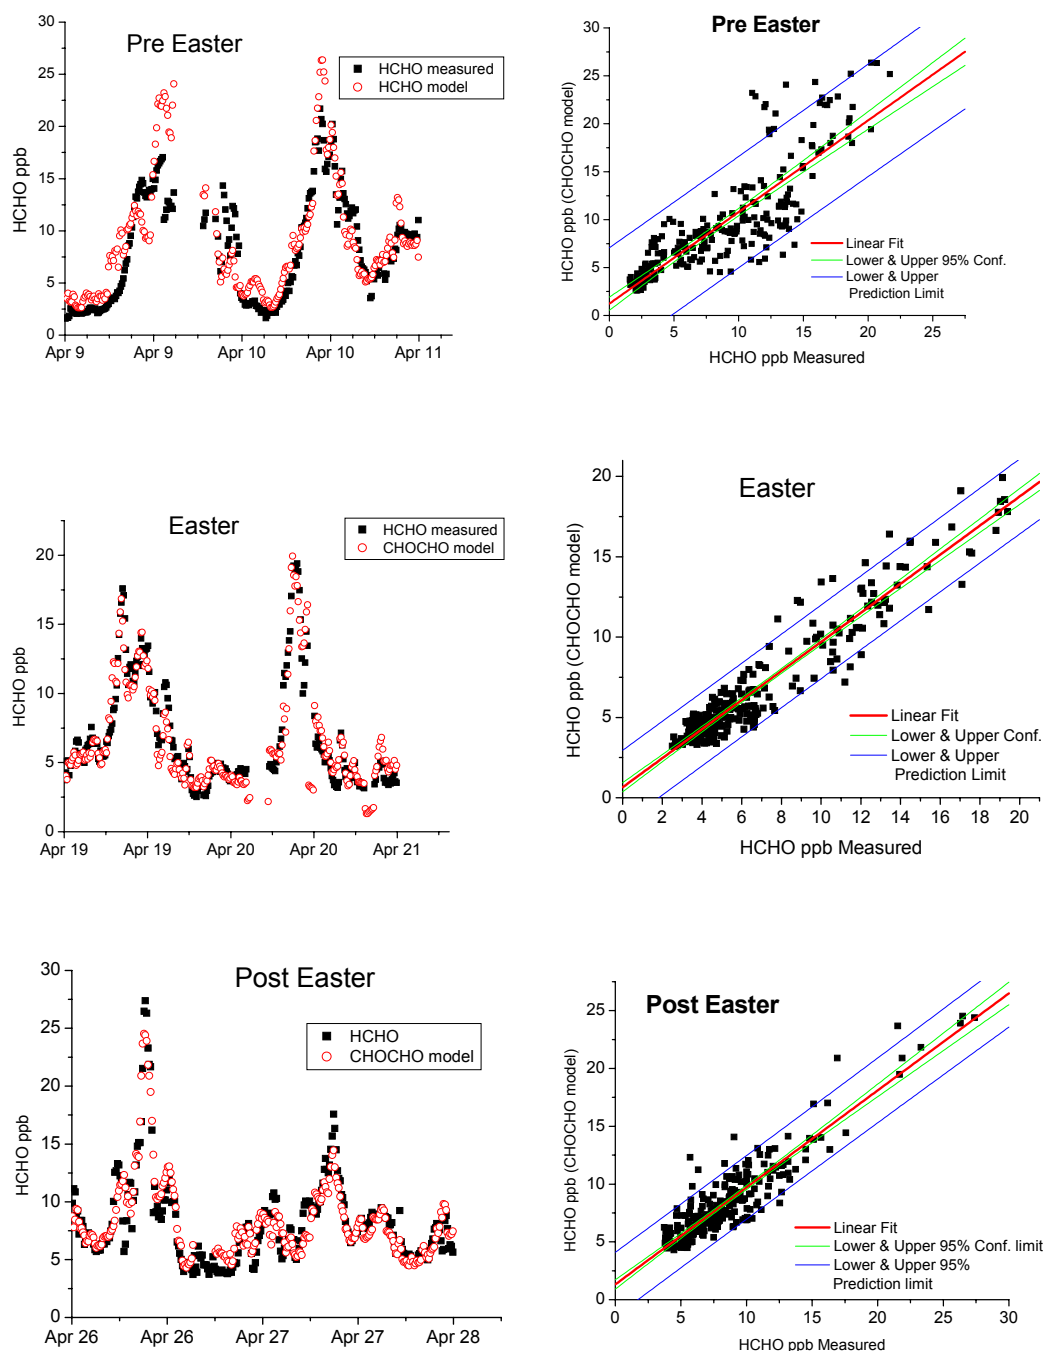 Pre Easter
HCHO measured
HCHO model
HCHO ppb
30
25
20
15
10
5
0
Apr 9
Apr 9
Apr 10
Apr 10
Apr 11
Pre Easter
HCHO ppb (CHOCHO model)
30
25
20
15
10
5
0
Linear Fit
Lower & Upper 95% Conf.
Lower & Upper
Prediction Limit
0
5
10
15
20
25
HCHO ppb Measured
Easter
HCHO measured
CHOCHO model
HCHO ppb
20
15
10
5
0
Apr 19
Apr 19
Apr 20
Apr 20
Apr 21
Easter
HCHO ppb (CHOCHO model)
20
15
10
5
0
Linear Fit
Lower & Upper Conf.
Lower & Upper
Prediction Limit
0
2
4
6
8
10
12
14
16
18
20
HCHO ppb Measured
Post Easter
HCHO
CHOCHO model
HCHO ppb
30
25
20
15
10
5
0
Apr 26
Apr 26
Apr 27
Apr 27
Apr 28
Post Easter
HCHO ppb (CHOCHO model)
25
20
15
10
5
0
Linear Fit
Lower & Upper 95% Conf. limit
Lower & Upper 95%
Prediction limit
0
5
10
15
20
25
30
HCHO ppb Measured